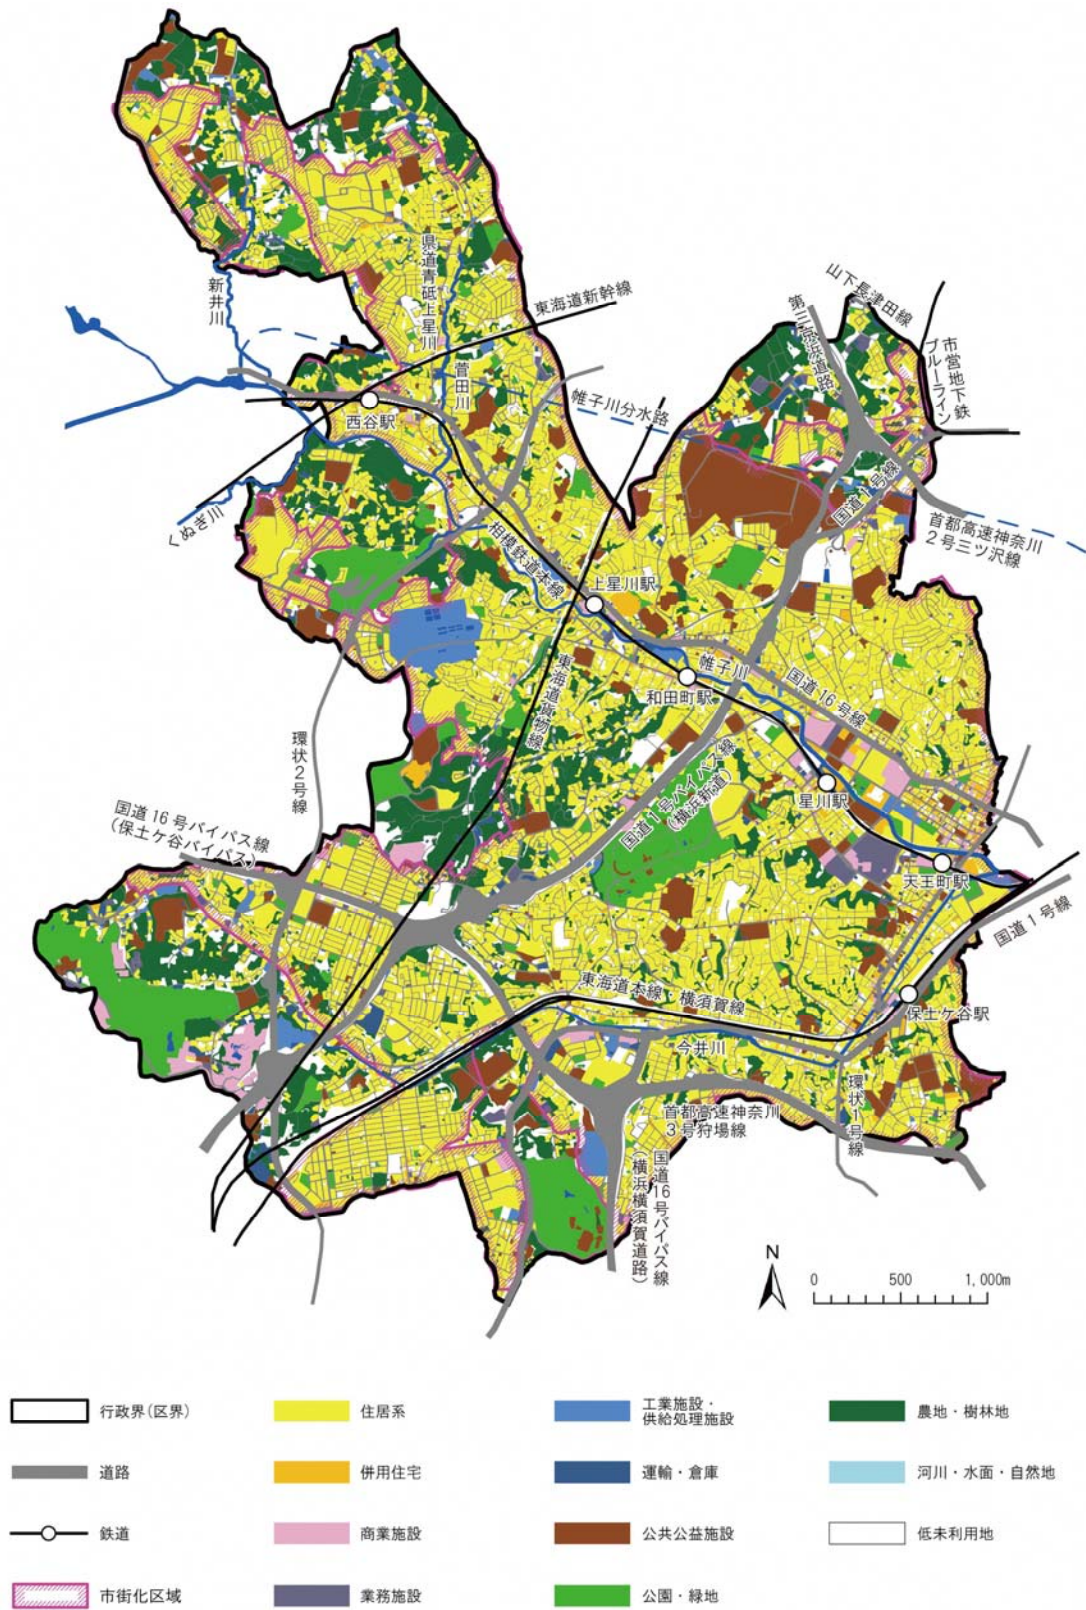 新井川
県道青砥上星川
東海道新幹線
山下長津田線
第三京浜道路
市営地下鉄
ブルーライン
菅田川
西谷駅
帷子川分水路
国道1号線
くぬぎ川
相模鉄道本線
首都高速神奈川
2号三ツ沢線
上星川駅
東海道貨物線
帷子川
和田町駅
国道16号線
環状2号線
国道1号バイパス線
(横浜新道)
星川駅
国道16号バイパス線
(保土ケ谷バイパス)
天王町駅
国道1号線
東海道本線・横須賀線
保土ケ谷駅
今井川
環状1号線
首都高速神奈川
3号狩場線
国道16号バイパス線
(横浜横須賀道路)
N
0 500 1,000m
行政界(区界)
住居系
工業施設・
供給処理施設
農地・樹林地
道路
併用住宅
運輸・倉庫
河川・水面・自然地
鉄道
商業施設
公共公益施設
低未利用地
市街化区域
業務施設
公園・緑地